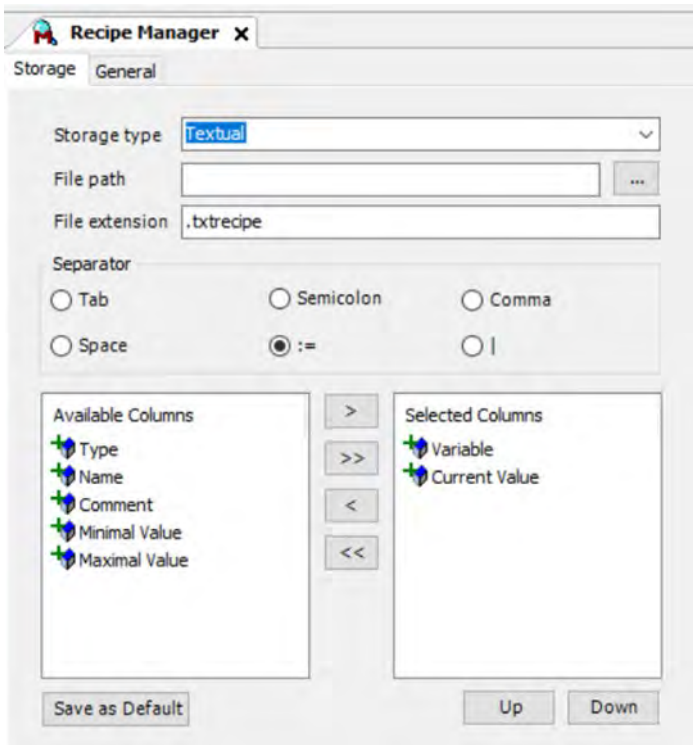 Recipe Manager X
Storage General
Storage type Textual
File path ...
File extension .txtrecipe
Separator
Tab Semicolon Comma
Space := |
Available Columns
Type
Name
Comment
Minimal Value
Maximal Value
>
>>
<
<<
Selected Columns
Variable
Current Value
Save as Default Up Down